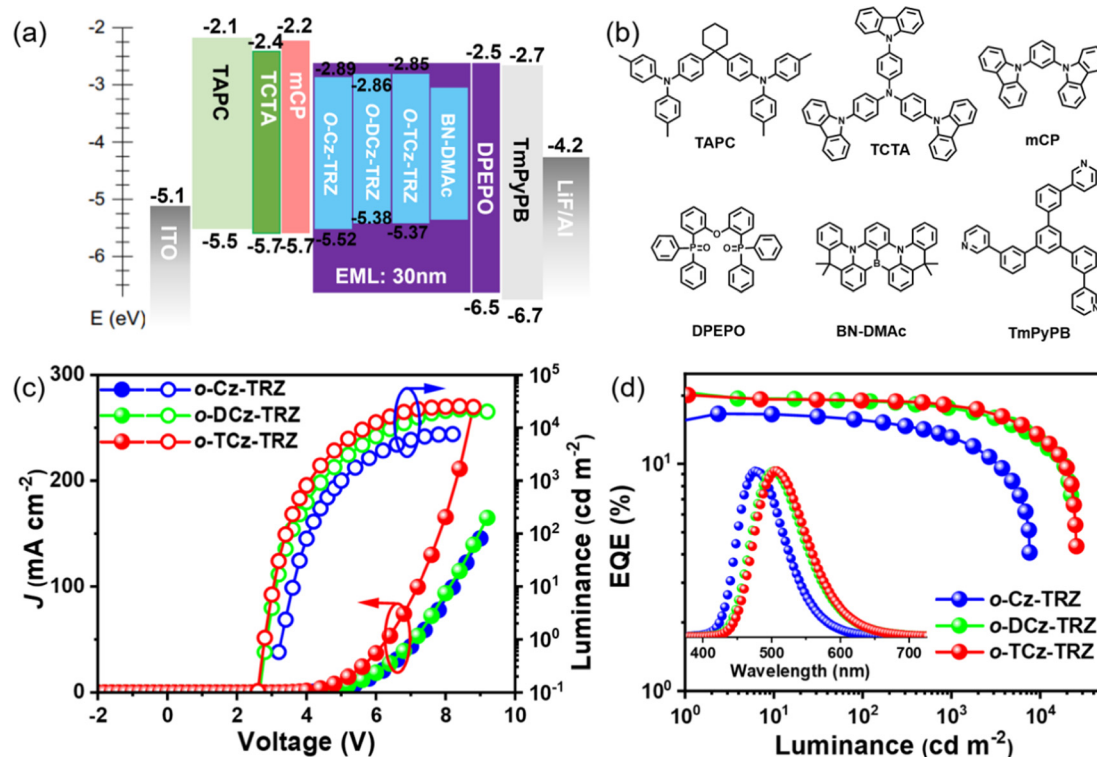 (a)
-2
-3
-4
-5
-6
E (eV)
-5.1
ITO
-2.1
TAPC
-5.5
-2.4
TCTA
-5.7
-2.2
mCP
-5.7
-2.89
O-Cz-TRZ
-5.52
-2.86
O-DCz-TRZ
-5.38
-2.85
O-TCz-TRZ
-5.37
BN-DMAc
EML: 30nm
-2.5
DPEPO
-6.5
-2.7
TmPyPB
-6.7
-4.2
LiF/Al
(b)
N
N
TAPC
N
N
N
N
TCTA
N
N
mCP
O
P=O
O=P
DPEPO
N
N
B
BN-DMAc
N
N
N
TmPyPB
(c)
300
250
200
150
100
50
0
J (mA cm⁻²)
o-Cz-TRZ
o-DCz-TRZ
o-TCz-TRZ
10⁵
10⁴
10³
10²
10¹
10⁰
10⁻¹
Luminance (cd m⁻²)
-2 0 2 4 6 8 10
Voltage (V)
(d)
10¹
10⁰
EQE (%)
400 500 600 700
Wavelength (nm)
o-Cz-TRZ
o-DCz-TRZ
o-TCz-TRZ
10⁰ 10¹ 10² 10³ 10⁴
Luminance (cd m⁻²)